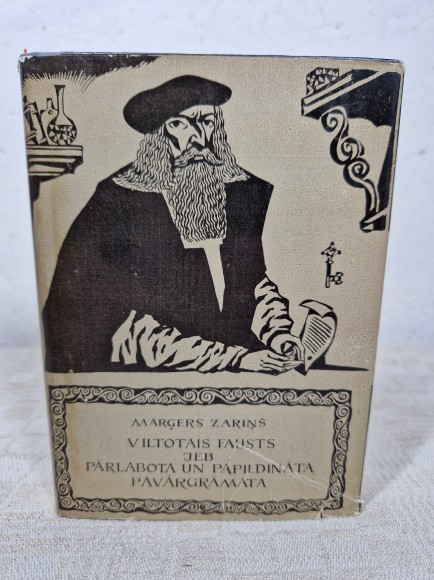 MARĢERS ZARIŅŠ
VILTOTAIS FAUSTS
JEB
PĀRLABOTA UN PAPILDINĀTA
PAVĀRGRĀMATA